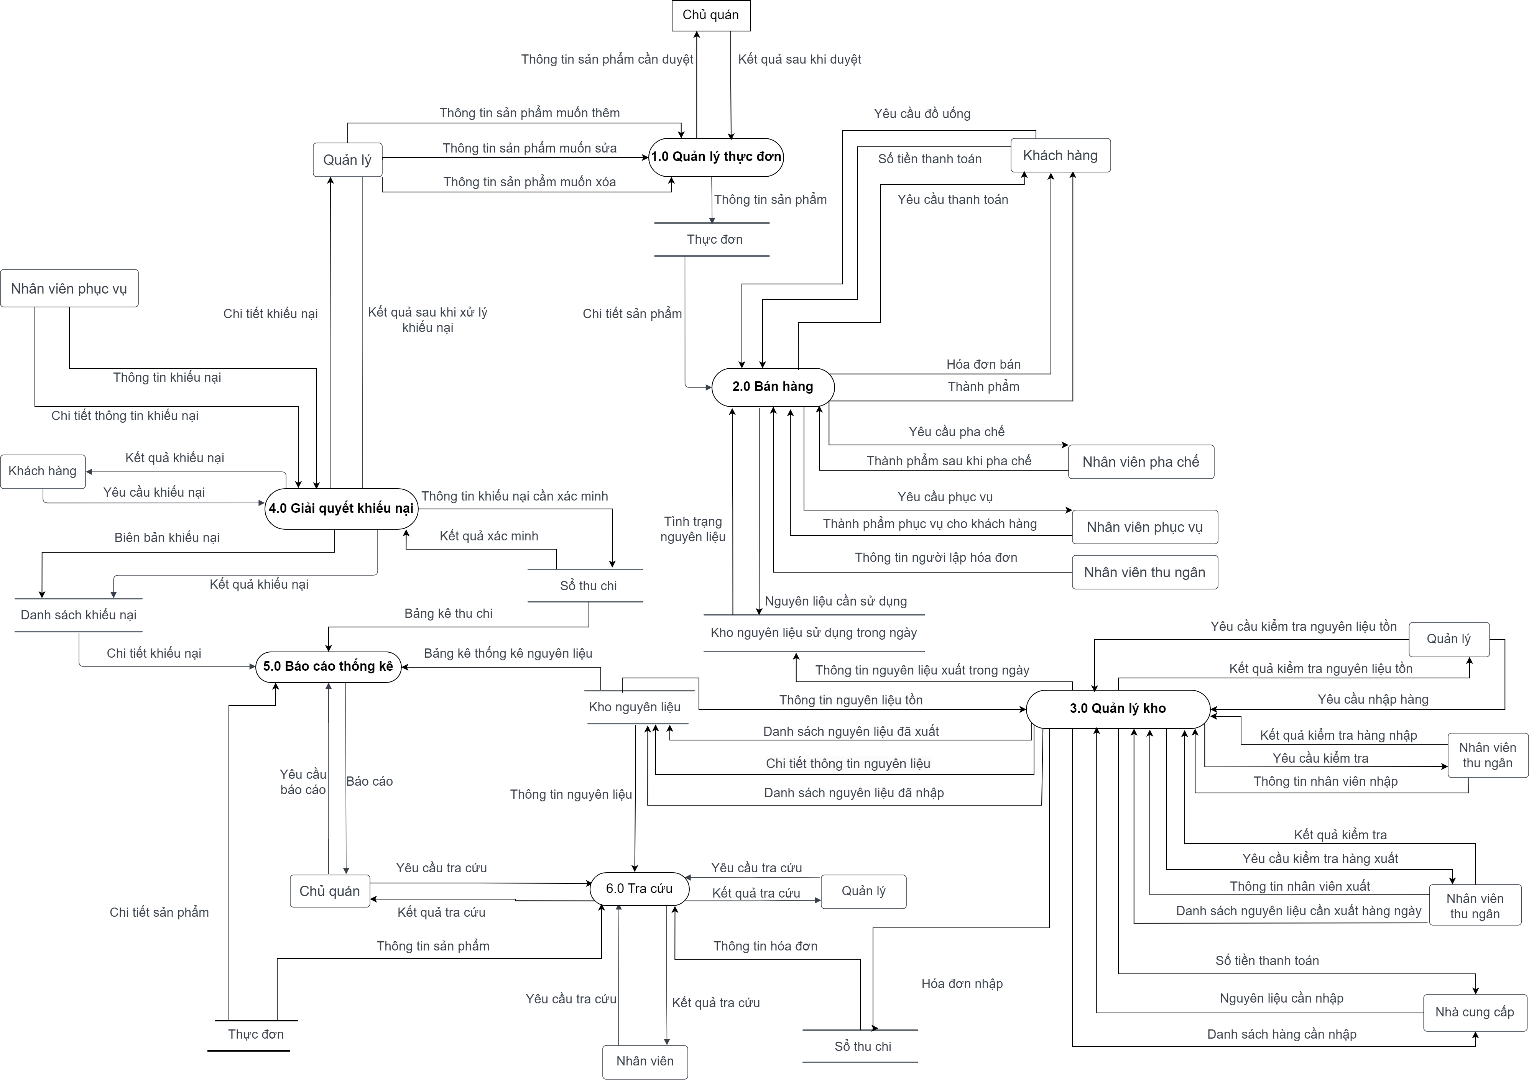 Chủ quán
Thông tin sản phẩm cần duyệt
Kết quả sau khi duyệt
Thông tin sản phẩm muốn thêm
Yêu cầu đồ uống
Quản lý
Thông tin sản phẩm muốn sửa
1.0 Quản lý thực đơn
Số tiền thanh toán
Khách hàng
Thông tin sản phẩm muốn xóa
Thông tin sản phẩm
Yêu cầu thanh toán
Thực đơn
Nhân viên phục vụ
Chi tiết khiếu nại
Kết quả sau khi xử lý
khiếu nại
Chi tiết sản phẩm
Hóa đơn bán
Thông tin khiếu nại
2.0 Bán hàng
Thành phẩm
Chi tiết thông tin khiếu nại
Yêu cầu pha chế
Kết quả khiếu nại
Thành phẩm sau khi pha chế
Nhân viên pha chế
Khách hàng
Yêu cầu khiếu nại
Thông tin khiếu nại cần xác minh
Yêu cầu phục vụ
4.0 Giải quyết khiếu nại
Tình trạng
nguyên liệu
Thành phẩm phục vụ cho khách hàng
Nhân viên phục vụ
Biên bản khiếu nại
Kết quả xác minh
Thông tin người lập hóa đơn
Nhân viên thu ngân
Kết quả khiếu nại
Sổ thu chi
Nguyên liệu cần sử dụng
Danh sách khiếu nại
Bảng kê thu chi
Kho nguyên liệu sử dụng trong ngày
Yêu cầu kiểm tra nguyên liệu tồn
Quản lý
Chi tiết khiếu nại
5.0 Báo cáo thống kê
Bảng kê thống kê nguyên liệu
Thông tin nguyên liệu xuất trong ngày
Kết quả kiểm tra nguyên liệu tồn
Kho nguyên liệu
Thông tin nguyên liệu tồn
3.0 Quản lý kho
Yêu cầu nhập hàng
Danh sách nguyên liệu đã xuất
Kết quả kiểm tra hàng nhập
Nhân viên
thu ngân
Yêu cầu kiểm tra
Chi tiết thông tin nguyên liệu
Yêu cầu
báo cáo
Báo cáo
Thông tin nhân viên nhập
Thông tin nguyên liệu
Danh sách nguyên liệu đã nhập
Kết quả kiểm tra
Yêu cầu kiểm tra hàng xuất
Yêu cầu tra cứu
Yêu cầu tra cứu
Chủ quán
6.0 Tra cứu
Kết quả tra cứu
Quản lý
Thông tin nhân viên xuất
Nhân viên
thu ngân
Chi tiết sản phẩm
Kết quả tra cứu
Danh sách nguyên liệu cần xuất hàng ngày
Thông tin sản phẩm
Thông tin hóa đơn
Số tiền thanh toán
Hóa đơn nhập
Yêu cầu tra cứu
Kết quả tra cứu
Nguyên liệu cần nhập
Nhà cung cấp
Thực đơn
Danh sách hàng cần nhập
Sổ thu chi
Nhân viên